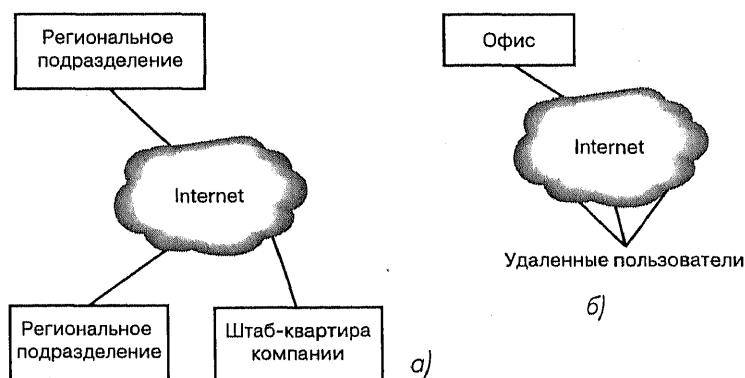 Региональное
подразделение
Internet
Региональное
подразделение
Штаб-квартира
компании
а)
Офис
Internet
Удаленные пользователи
б)